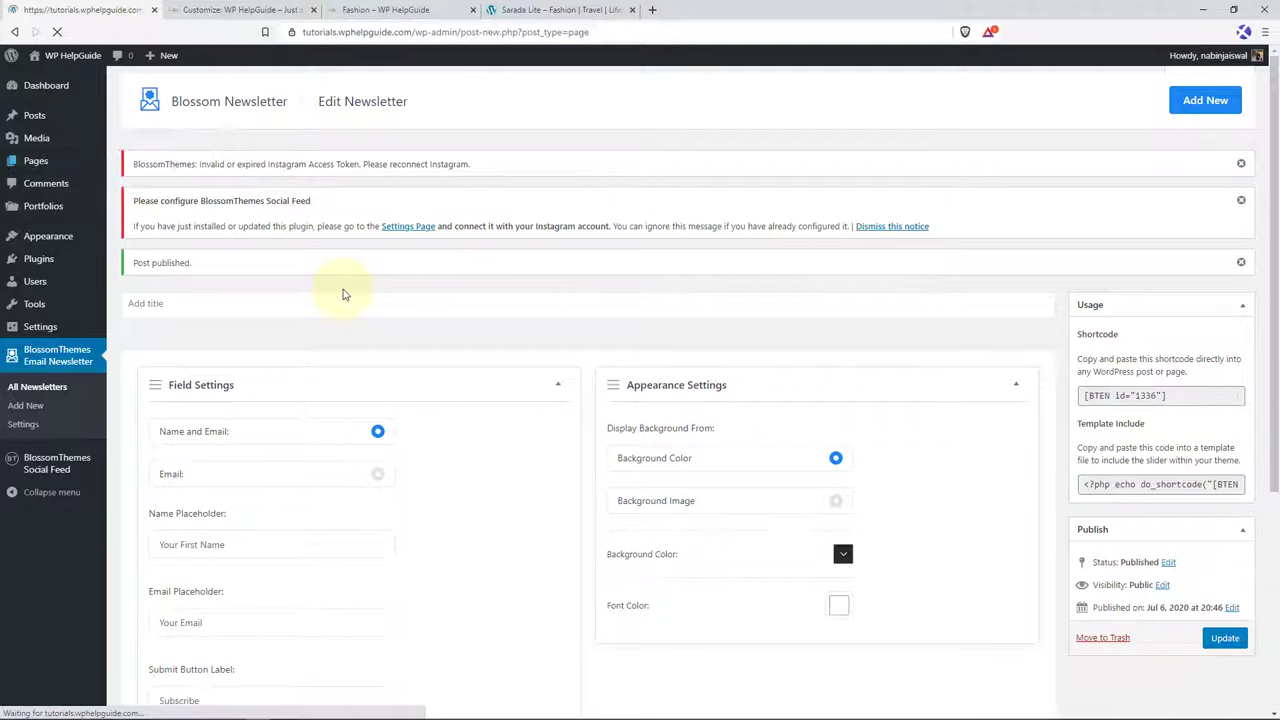 https://tutorials.wphelpguide.com
Customize: WP HelpGuide – Just a
Fashion – WP HelpGuide
Sarada Lite – Fashion | Travel | Life
tutorials.wphelpguide.com/wp-admin/post-new.php?post_type=page
WP HelpGuide
0
New
Howdy, nabinjaiswal
Dashboard
Posts
Media
Pages
Comments
Portfolios
Appearance
Plugins
Users
Tools
Settings
BlossomThemes
Email Newsletter
All Newsletters
Add New
Settings
BlossomThemes
Social Feed
Collapse menu
Blossom Newsletter
Edit Newsletter
Add New
BlossomThemes: Invalid or expired Instagram Access Token. Please reconnect Instagram.
Please configure BlossomThemes Social Feed
If you have just installed or updated this plugin, please go to the Settings Page and connect it with your Instagram account. You can ignore this message if you have already configured it. | Dismiss this notice
Post published.
Add title
Field Settings
Name and Email:
Email:
Name Placeholder:
Your First Name
Email Placeholder:
Your Email
Submit Button Label:
Subscribe
Appearance Settings
Display Background From:
Background Color
Background Image
Background Color:
Font Color:
Usage
Shortcode
Copy and paste this shortcode directly into
any WordPress post or page.
[BTEN id="1336"]
Template Include
Copy and paste this code into a template
file to include the slider within your theme.
<?php echo do_shortcode("[BTEN
Publish
Status: Published Edit
Visibility: Public Edit
Published on: Jul 6, 2020 at 20:46 Edit
Move to Trash
Update
Waiting for tutorials.wphelpguide.com...